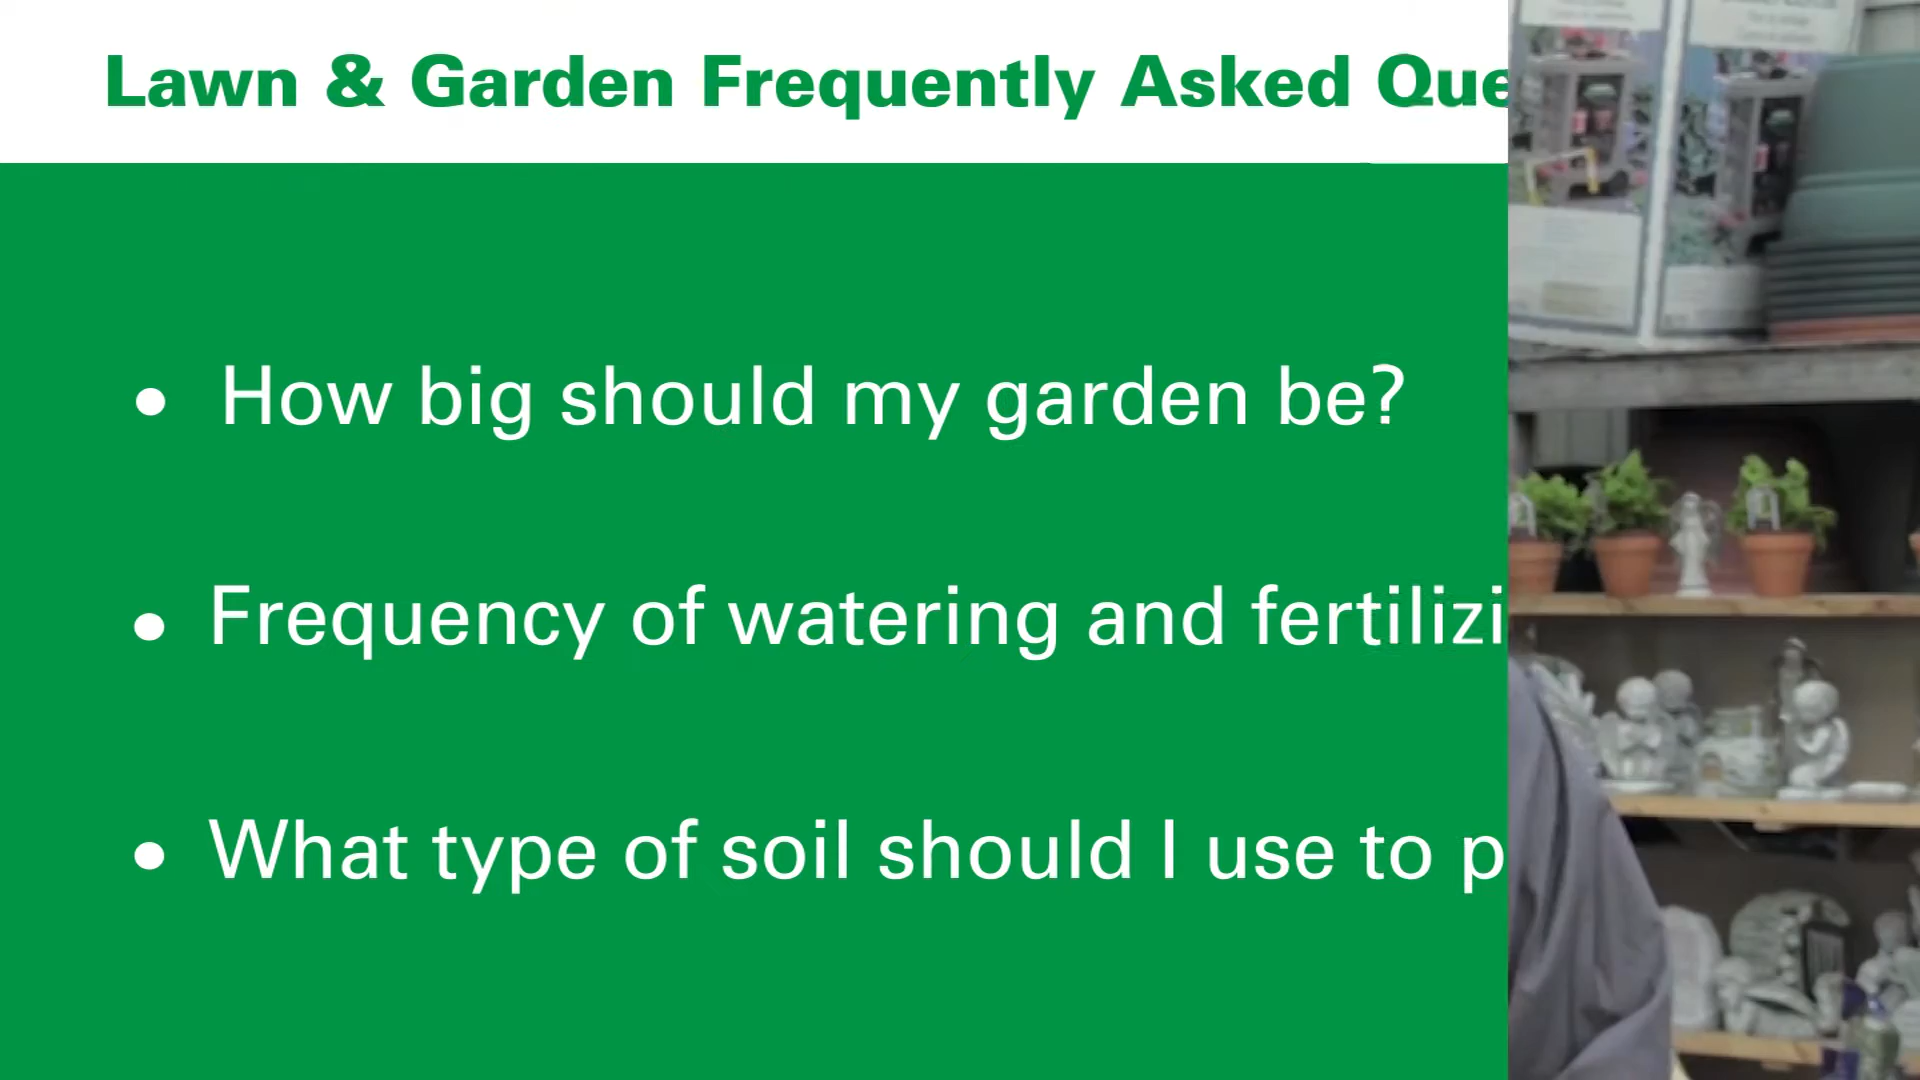 Lawn & Garden Frequently Asked Que
• How big should my garden be?
• Frequency of watering and fertilizi
• What type of soil should I use to p